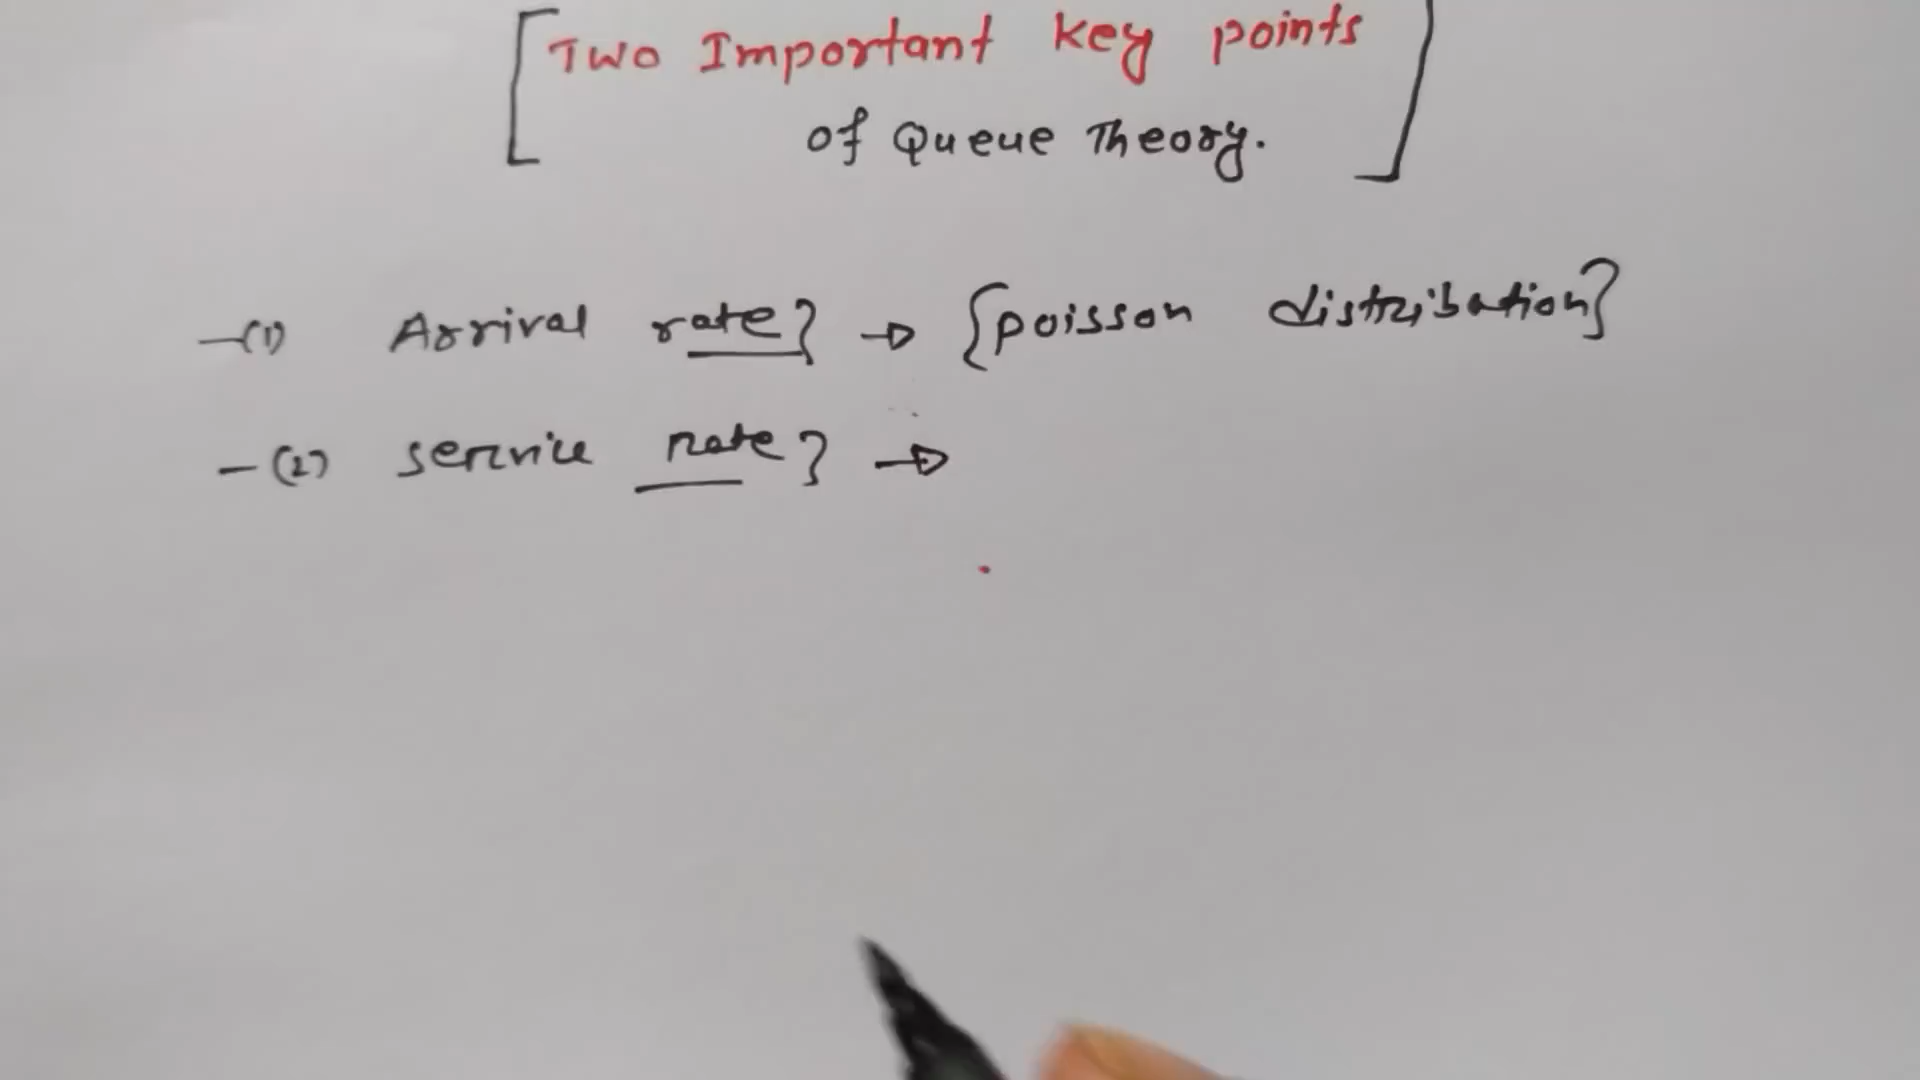 [Two Important key points
of Queue Theory.]
-(1) Arrival rate} → {poisson distribution}
-(2) service rate} →